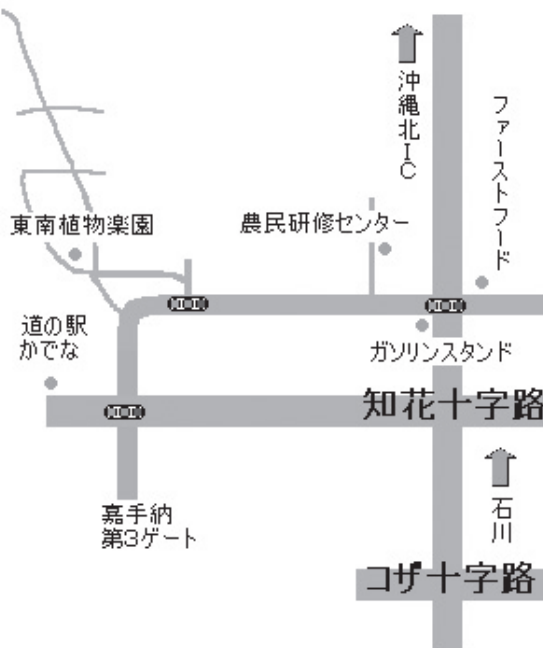 沖縄北IC
ファーストフード
東南植物楽園
農民研修センター
道の駅
かでな
ガソリンスタンド
知花十字路
石川
嘉手納
第3ゲート
コザ十字路